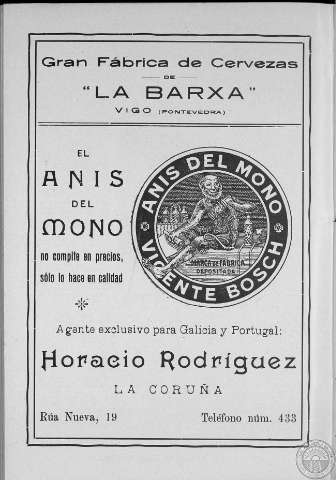 Gran Fábrica de Cervezas
DE
"LA BARXA"
VIGO (PONTEVEDRA)
EL
ANIS
DEL
MONO
no compite en precios,
sólo lo hace en calidad
ANIS DEL MONO
MARCA DE FÁBRICA
DEPOSITADA
VICENTE BOSCH
Agente exclusivo para Galicia y Portugal:
Horacio Rodríguez
LA CORUÑA
Rúa Nueva, 19 Teléfono núm. 433